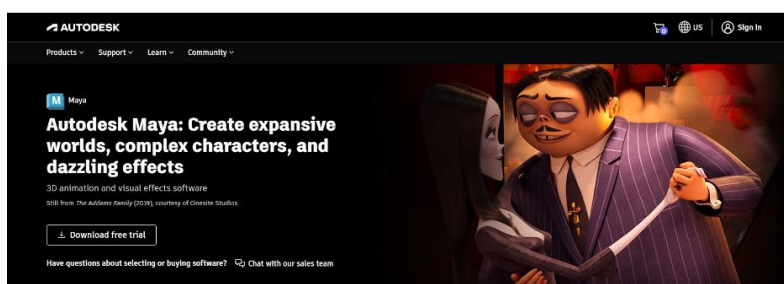 AUTODESK
0
US
Sign In
Products
Support
Learn
Community
M Maya
Autodesk Maya: Create expansive
worlds, complex characters, and
dazzling effects
3D animation and visual effects software
Still from The Addams Family (2019), courtesy of Cinesite Studios
Download free trial
Have questions about selecting or buying software? Chat with our sales team